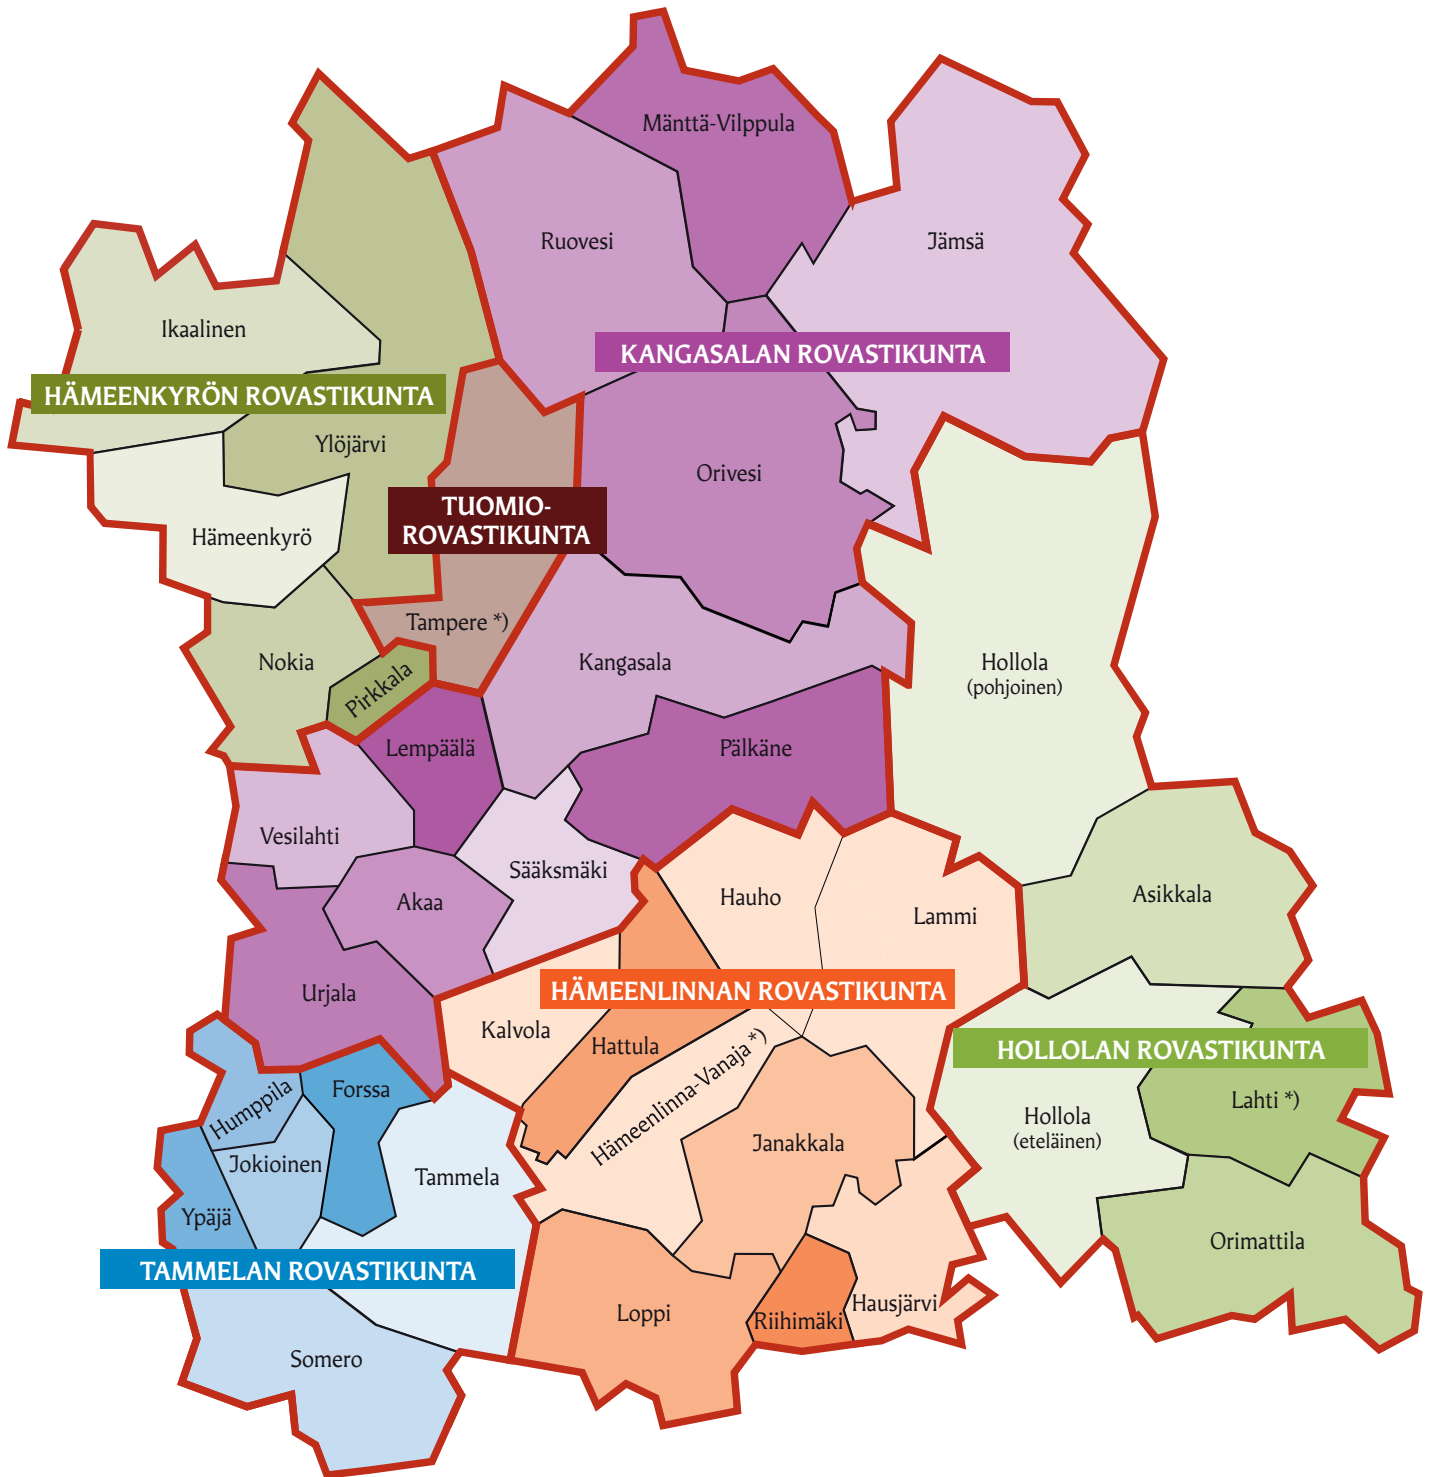 Mänttä-Vilppula
Ruovesi
Jämsä
Ikaalinen
KANGASALAN ROVASTIKUNTA
HÄMEENKYRÖN ROVASTIKUNTA
Ylöjärvi
Orivesi
TUOMIO-
ROVASTIKUNTA
Hämeenkyrö
Tampere *)
Nokia
Kangasala
Hollola
(pohjoinen)
Pirkkala
Lempäälä
Pälkäne
Vesilahti
Sääksmäki
Hauho
Asikkala
Akaa
Lammi
Urjala
HÄMEENLINNAN ROVASTIKUNTA
Kalvola
Hattula
Hämeenlinna-Vanaja *)
HOLLOLAN ROVASTIKUNTA
Forssa
Humppila
Lahti *)
Hollola
(eteläinen)
Janakkala
Jokioinen
Tammela
Ypäjä
Orimattila
TAMMELAN ROVASTIKUNTA
Loppi
Riihimäki
Hausjärvi
Somero